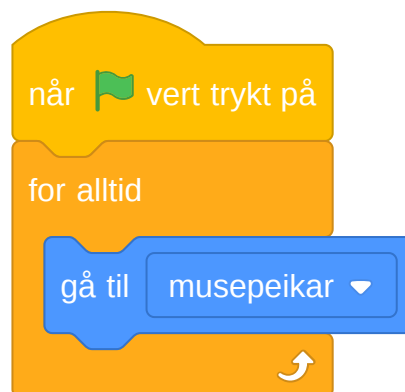 når vert trykt på
for alltid
gå til musepeikar